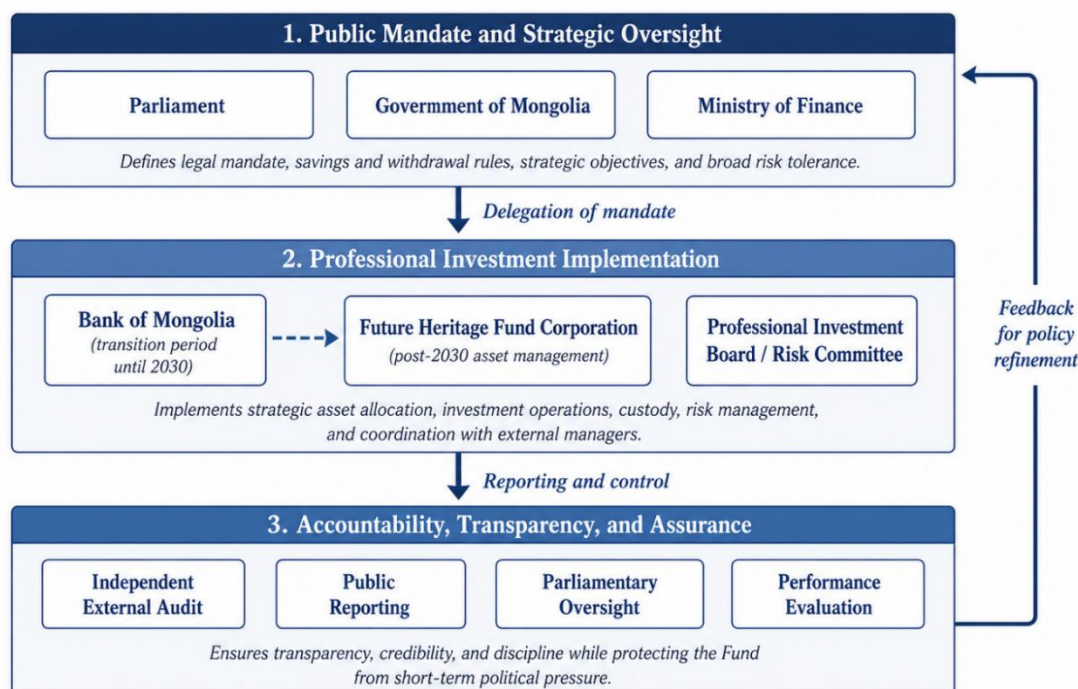 1. Public Mandate and Strategic Oversight
Parliament
Govermment of Mongolia
Ministry of Finance
Defines legal mandate, savings and withdrawal rules, strategic objectives, and broad risk tolerance.
Delegation of mandate
2. Professional Investment Implementation
Bank of Mongolia
(transition period
until 2030)
Future Heritage Fund Corporation
(post-2030 asset management)
Professional Investment
Board / Risk Committee
Implements strategic asset allocation, investment operations, custody, risk management,
and coordination with external managers.
Reporting and control
3. Accountability, Transparency, and Assurance
Independent
External Audit
Public
Reporting
Parliamentary
Oversight
Performance
Evaluation
Ensures transparency, credibility, and discipline while protecting the Fund
from short-term political pressure.
Feedback
for policy
refinement